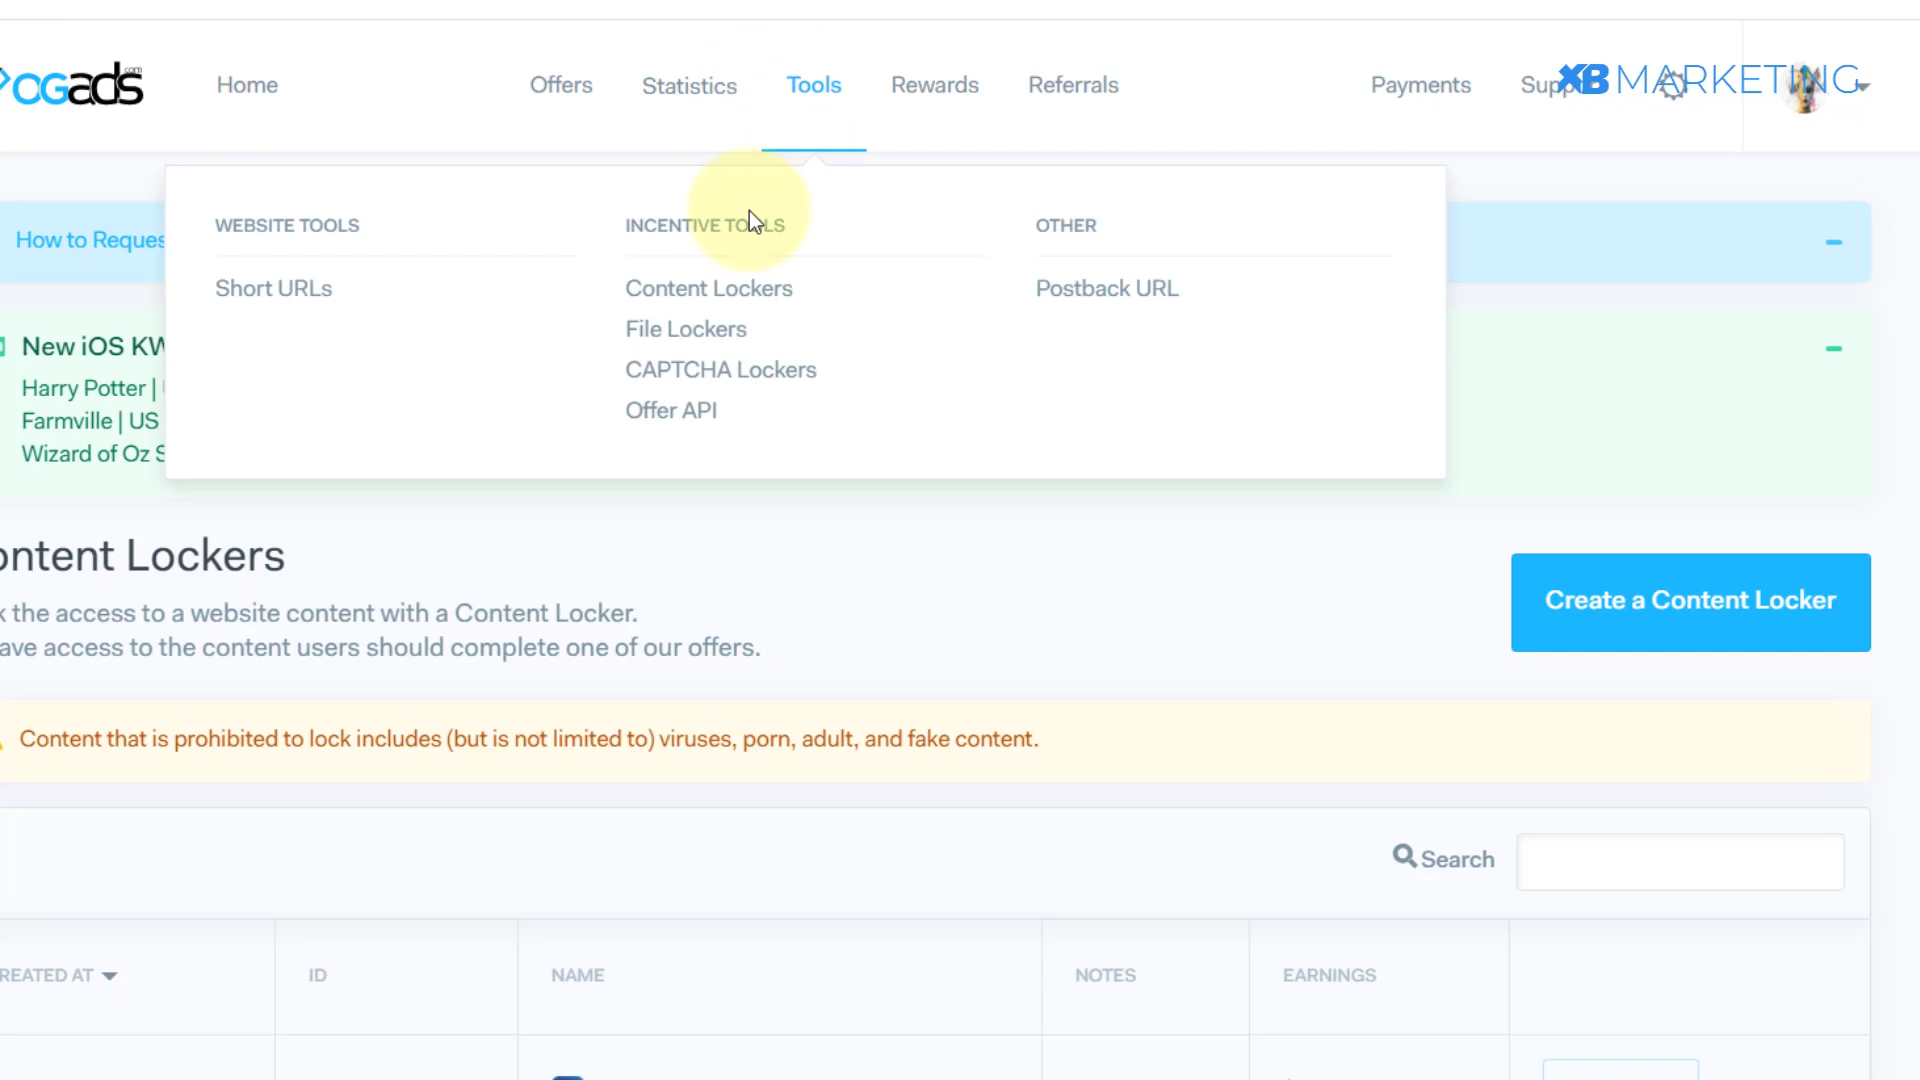 OGads.com
Home
Offers
Statistics
Tools
Rewards
Referrals
Payments
Supp
XB MARKETING
WEBSITE TOOLS
INCENTIVE TOOLS
OTHER
Short URLs
Content Lockers
Postback URL
File Lockers
CAPTCHA Lockers
Offer API
How to Reques
New iOS KW
Harry Potter |
Farmville | US
Wizard of Oz S
ontent Lockers
k the access to a website content with a Content Locker.
ave access to the content users should complete one of our offers.
Create a Content Locker
Content that is prohibited to lock includes (but is not limited to) viruses, porn, adult, and fake content.
Search
REATED AT
ID
NAME
NOTES
EARNINGS